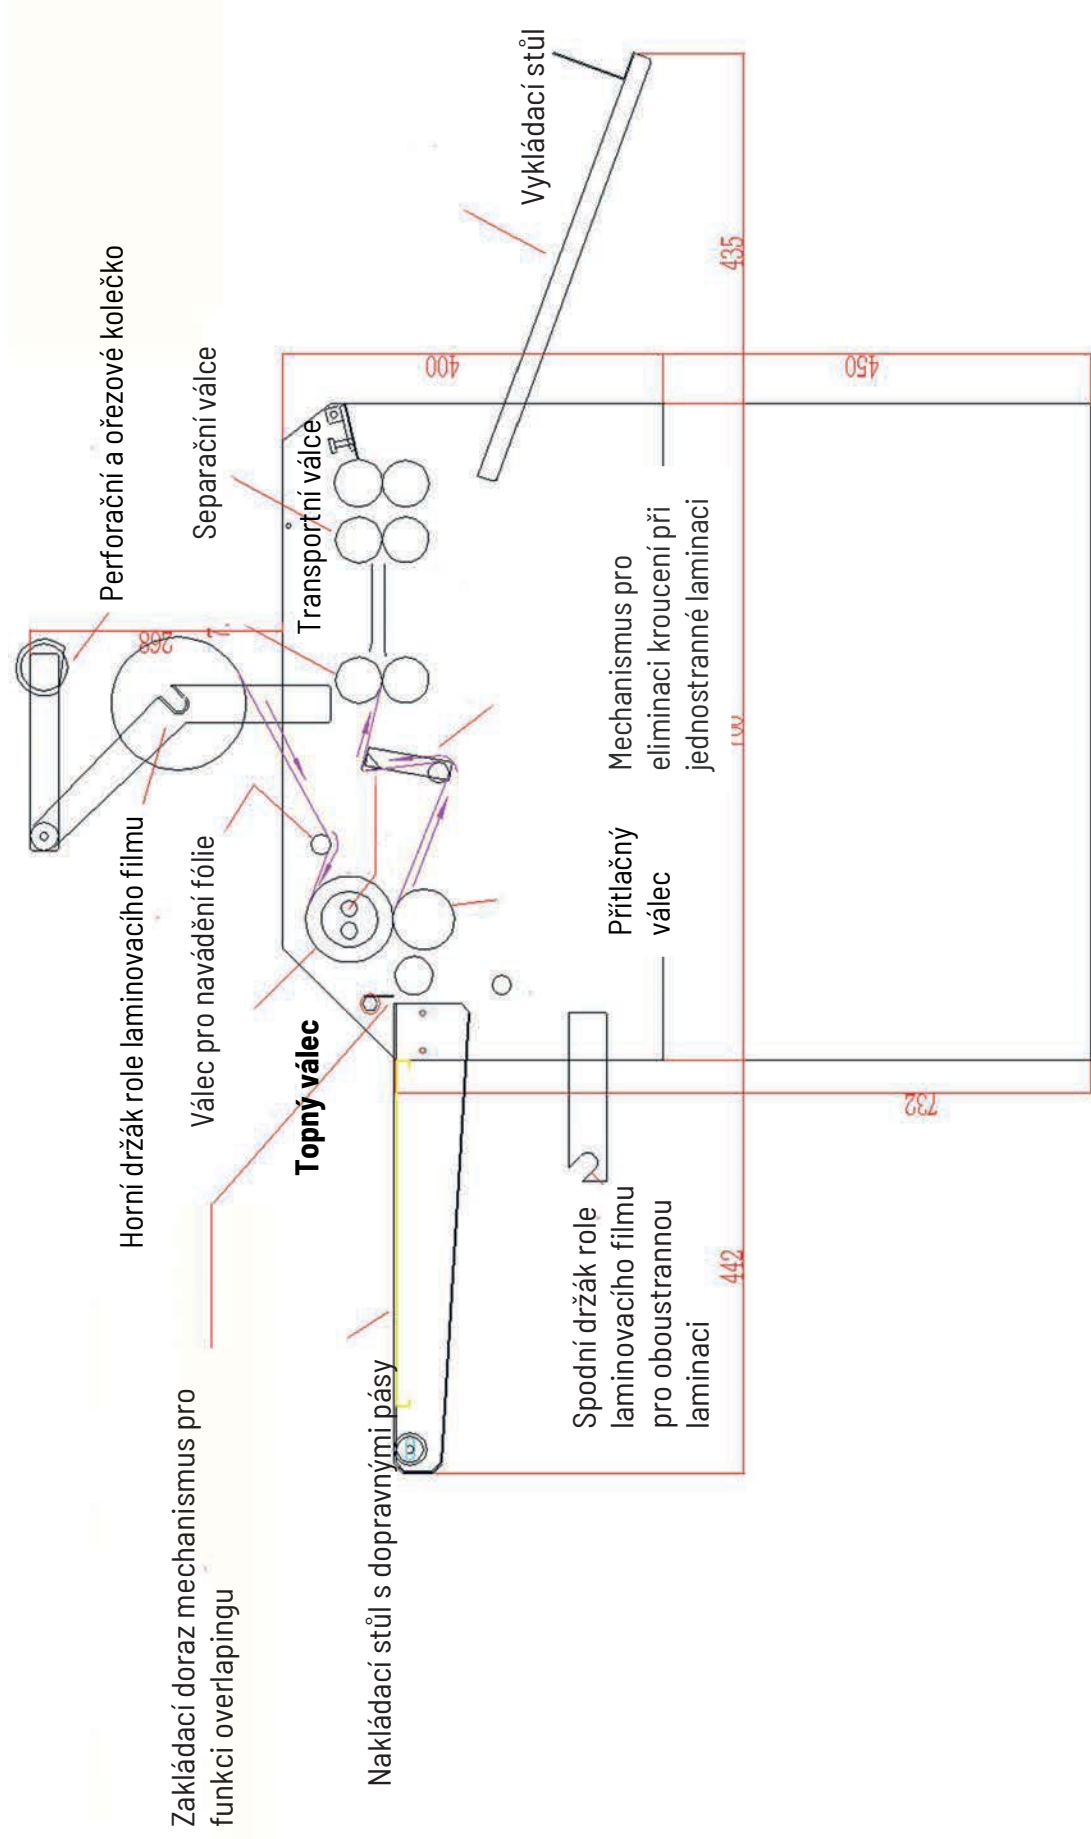 Zakládací doraz mechanismus pro
funkci overlapingu
Horní držák role laminovacího filmu
Perforační a ořezové kolečko
Válec pro navádění fólie
Separační válce
Topný válec
Transportní válce
Nakládací stůl s dopravnými pásy
Vykládací stůl
Spodní držák role
laminovacího filmu
pro oboustrannou
laminaci
Přítlačný
válec
Mechanismus pro
eliminaci kroucení při
jednostranné laminaci
268
400
450
435
732
442